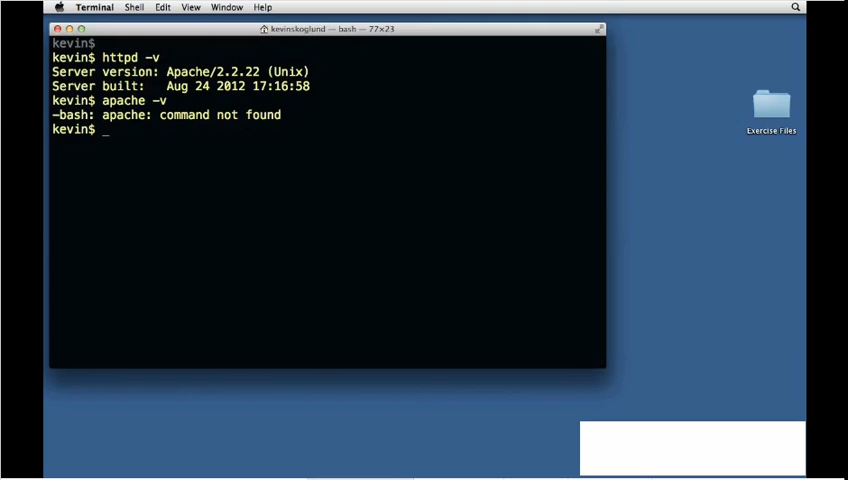 Terminal Shell Edit View Window Help
kevinskoglund — bash — 77×23
kevin$
kevin$ httpd -v
Server version: Apache/2.2.22 (Unix)
Server built:   Aug 24 2012 17:16:58
kevin$ apache -v
-bash: apache: command not found
kevin$ _
Exercise Files